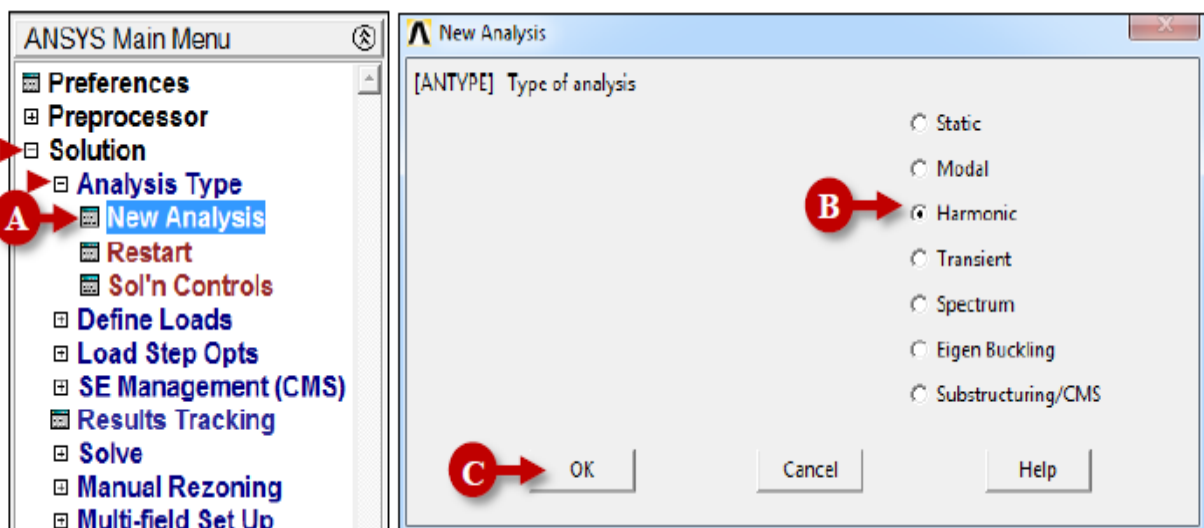 ANSYS Main Menu
Preferences
Preprocessor
Solution
Analysis Type
A
New Analysis
Restart
Sol'n Controls
Define Loads
Load Step Opts
SE Management (CMS)
Results Tracking
Solve
Manual Rezoning
Multi-field Set Up
New Analysis
[ANTYPE] Type of analysis
Static
Modal
B
Harmonic
Transient
Spectrum
Eigen Buckling
Substructuring/CMS
C
OK
Cancel
Help